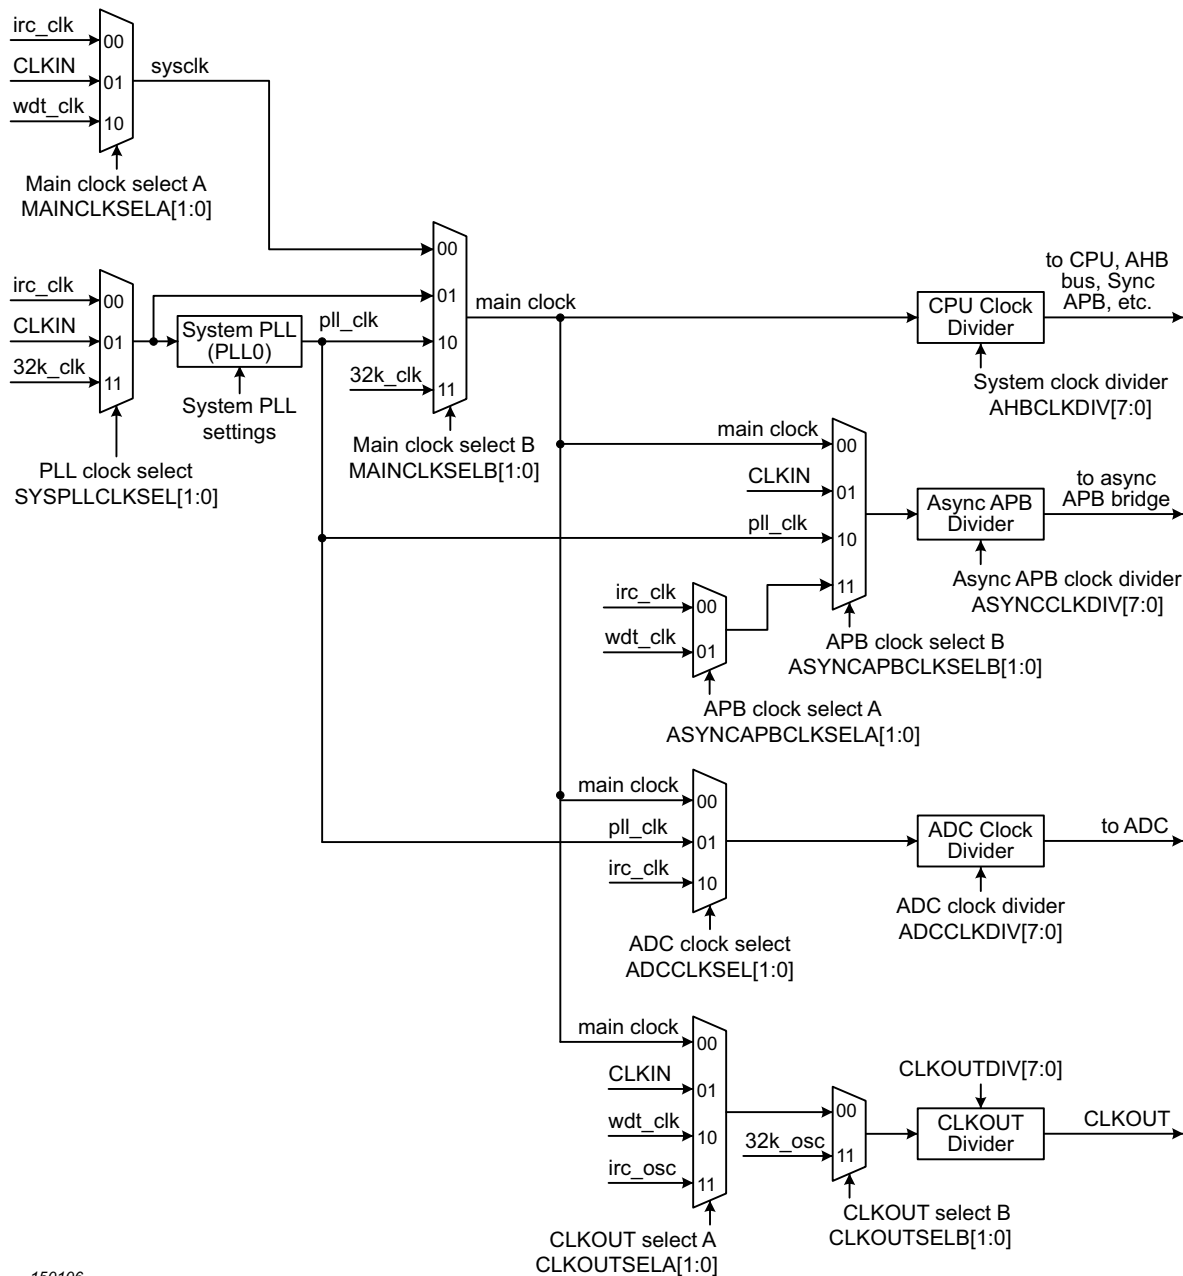 irc_clk
00
CLKIN
01
sysclk
wdt_clk
10
Main clock select A
MAINCLKSELA[1:0]
irc_clk
00
CLKIN
01
32k_clk
11
System PLL
(PLL0)
pll_clk
System PLL
settings
PLL clock select
SYSPLLCLKSEL[1:0]
00
01
10
32k_clk
11
Main clock select B
MAINCLKSELB[1:0]
main clock
CPU Clock
Divider
to CPU, AHB
bus, Sync
APB, etc.
System clock divider
AHBCLKDIV[7:0]
main clock
00
CLKIN
01
pll_clk
10
11
irc_clk
00
wdt_clk
01
APB clock select A
ASYNCAPBCLKSELA[1:0]
APB clock select B
ASYNCAPBCLKSELB[1:0]
Async APB
Divider
to async
APB bridge
Async APB clock divider
ASYNCCLKDIV[7:0]
main clock
00
pll_clk
01
irc_clk
10
ADC clock select
ADCCLKSEL[1:0]
ADC Clock
Divider
to ADC
ADC clock divider
ADCCLKDIV[7:0]
main clock
00
CLKIN
01
wdt_clk
10
irc_osc
11
CLKOUT select A
CLKOUTSELA[1:0]
00
32k_osc
11
CLKOUT select B
CLKOUTSELB[1:0]
CLKOUTDIV[7:0]
CLKOUT
Divider
CLKOUT